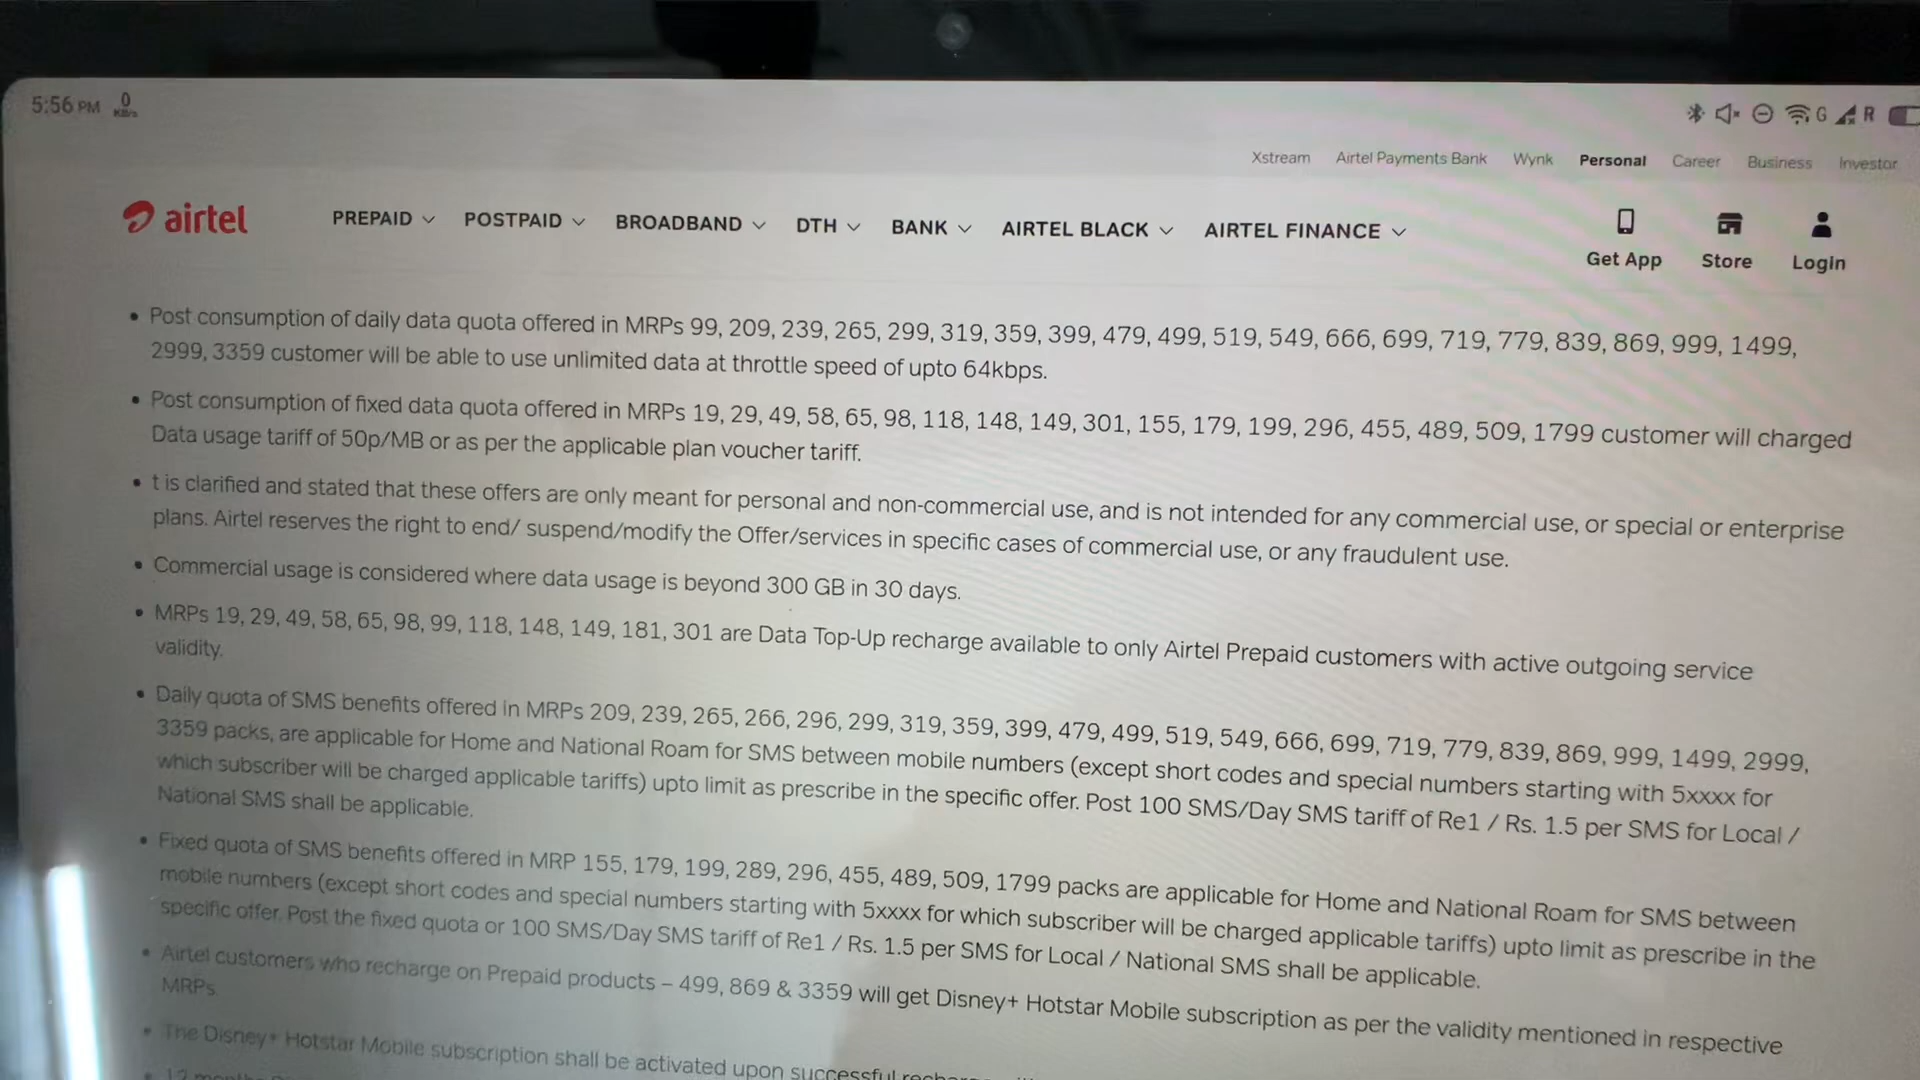 5:56 PM 0 KB/s G R
Xstream Airtel Payments Bank Wynk Personal Career Business Investor
airtel PREPAID POSTPAID BROADBAND DTH BANK AIRTEL BLACK AIRTEL FINANCE Get App Store Login
• Post consumption of daily data quota offered in MRPs 99, 209, 239, 265, 299, 319, 359, 399, 479, 499, 519, 549, 666, 699, 719, 779, 839, 869, 999, 1499,
2999, 3359 customer will be able to use unlimited data at throttle speed of upto 64kbps.
• Post consumption of fixed data quota offered in MRPs 19, 29, 49, 58, 65, 98, 118, 148, 149, 301, 155, 179, 199, 296, 455, 489, 509, 1799 customer will charged
Data usage tariff of 50p/MB or as per the applicable plan voucher tariff.
• t is clarified and stated that these offers are only meant for personal and non-commercial use, and is not intended for any commercial use, or special or enterprise
plans. Airtel reserves the right to end/ suspend/modify the Offer/services in specific cases of commercial use, or any fraudulent use.
• Commercial usage is considered where data usage is beyond 300 GB in 30 days.
• MRPs 19, 29, 49, 58, 65, 98, 99, 118, 148, 149, 181, 301 are Data Top-Up recharge available to only Airtel Prepaid customers with active outgoing service
validity.
• Daily quota of SMS benefits offered in MRPs 209, 239, 265, 266, 296, 299, 319, 359, 399, 479, 499, 519, 549, 666, 699, 719, 779, 839, 869, 999, 1499, 2999,
3359 packs, are applicable for Home and National Roam for SMS between mobile numbers (except short codes and special numbers starting with 5xxxx for
which subscriber will be charged applicable tariffs) upto limit as prescribe in the specific offer. Post 100 SMS/Day SMS tariff of Re1 / Rs. 1.5 per SMS for Local /
National SMS shall be applicable.
• Fixed quota of SMS benefits offered in MRP 155, 179, 199, 289, 296, 455, 489, 509, 1799 packs are applicable for Home and National Roam for SMS between
mobile numbers (except short codes and special numbers starting with 5xxxx for which subscriber will be charged applicable tariffs) upto limit as prescribe in the
specific offer. Post the fixed quota or 100 SMS/Day SMS tariff of Re1 / Rs. 1.5 per SMS for Local / National SMS shall be applicable.
• Airtel customers who recharge on Prepaid products – 499, 869 & 3359 will get Disney+ Hotstar Mobile subscription as per the validity mentioned in respective
MRPs.
• The Disney+ Hotstar Mobile subscription shall be activated upon successful
• 12